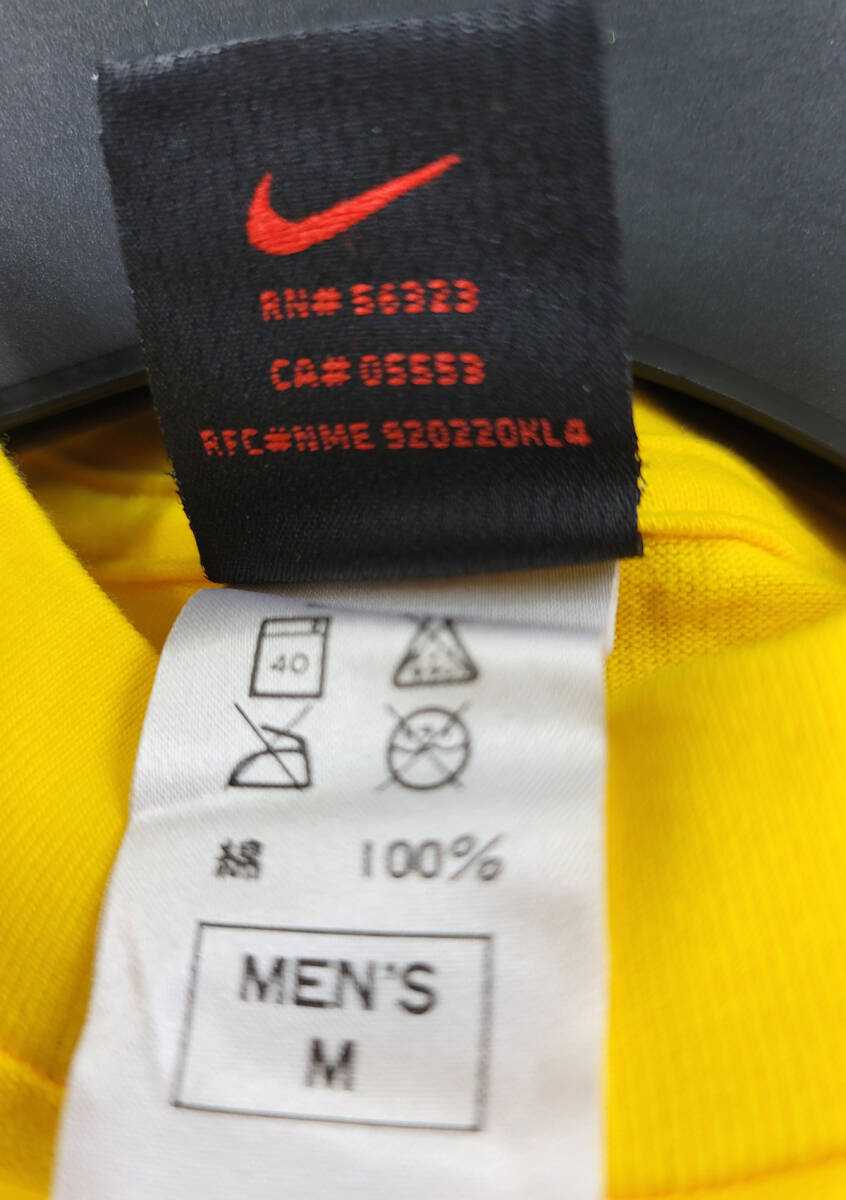 RN# 56323
CA# 05553
RFC#NME 920220KL4
40
綿 100%
MEN'S
M